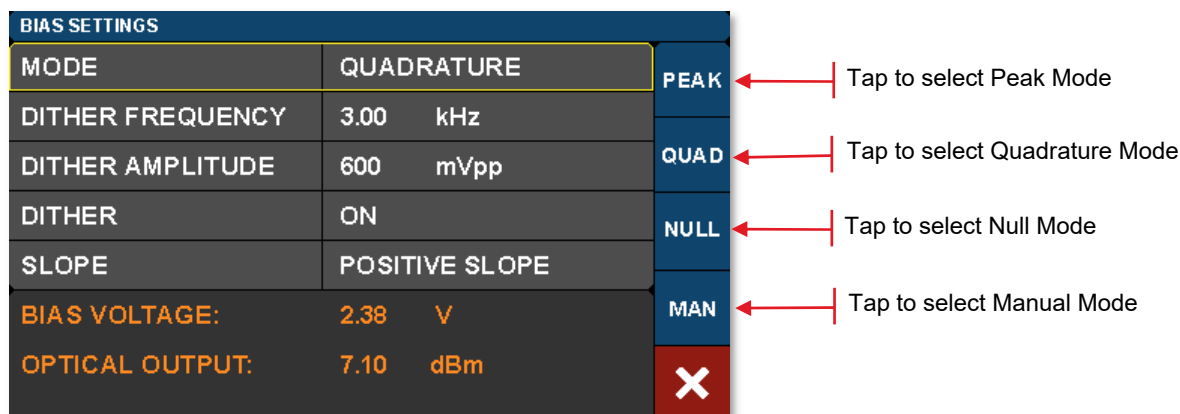 BIAS SETTINGS
MODE QUADRATURE
PEAK Tap to select Peak Mode
DITHER FREQUENCY 3.00 kHz
DITHER AMPLITUDE 600 mVpp
QUAD Tap to select Quadrature Mode
DITHER ON
NULL Tap to select Null Mode
SLOPE POSITIVE SLOPE
BIAS VOLTAGE: 2.38 V
MAN Tap to select Manual Mode
OPTICAL OUTPUT: 7.10 dBm